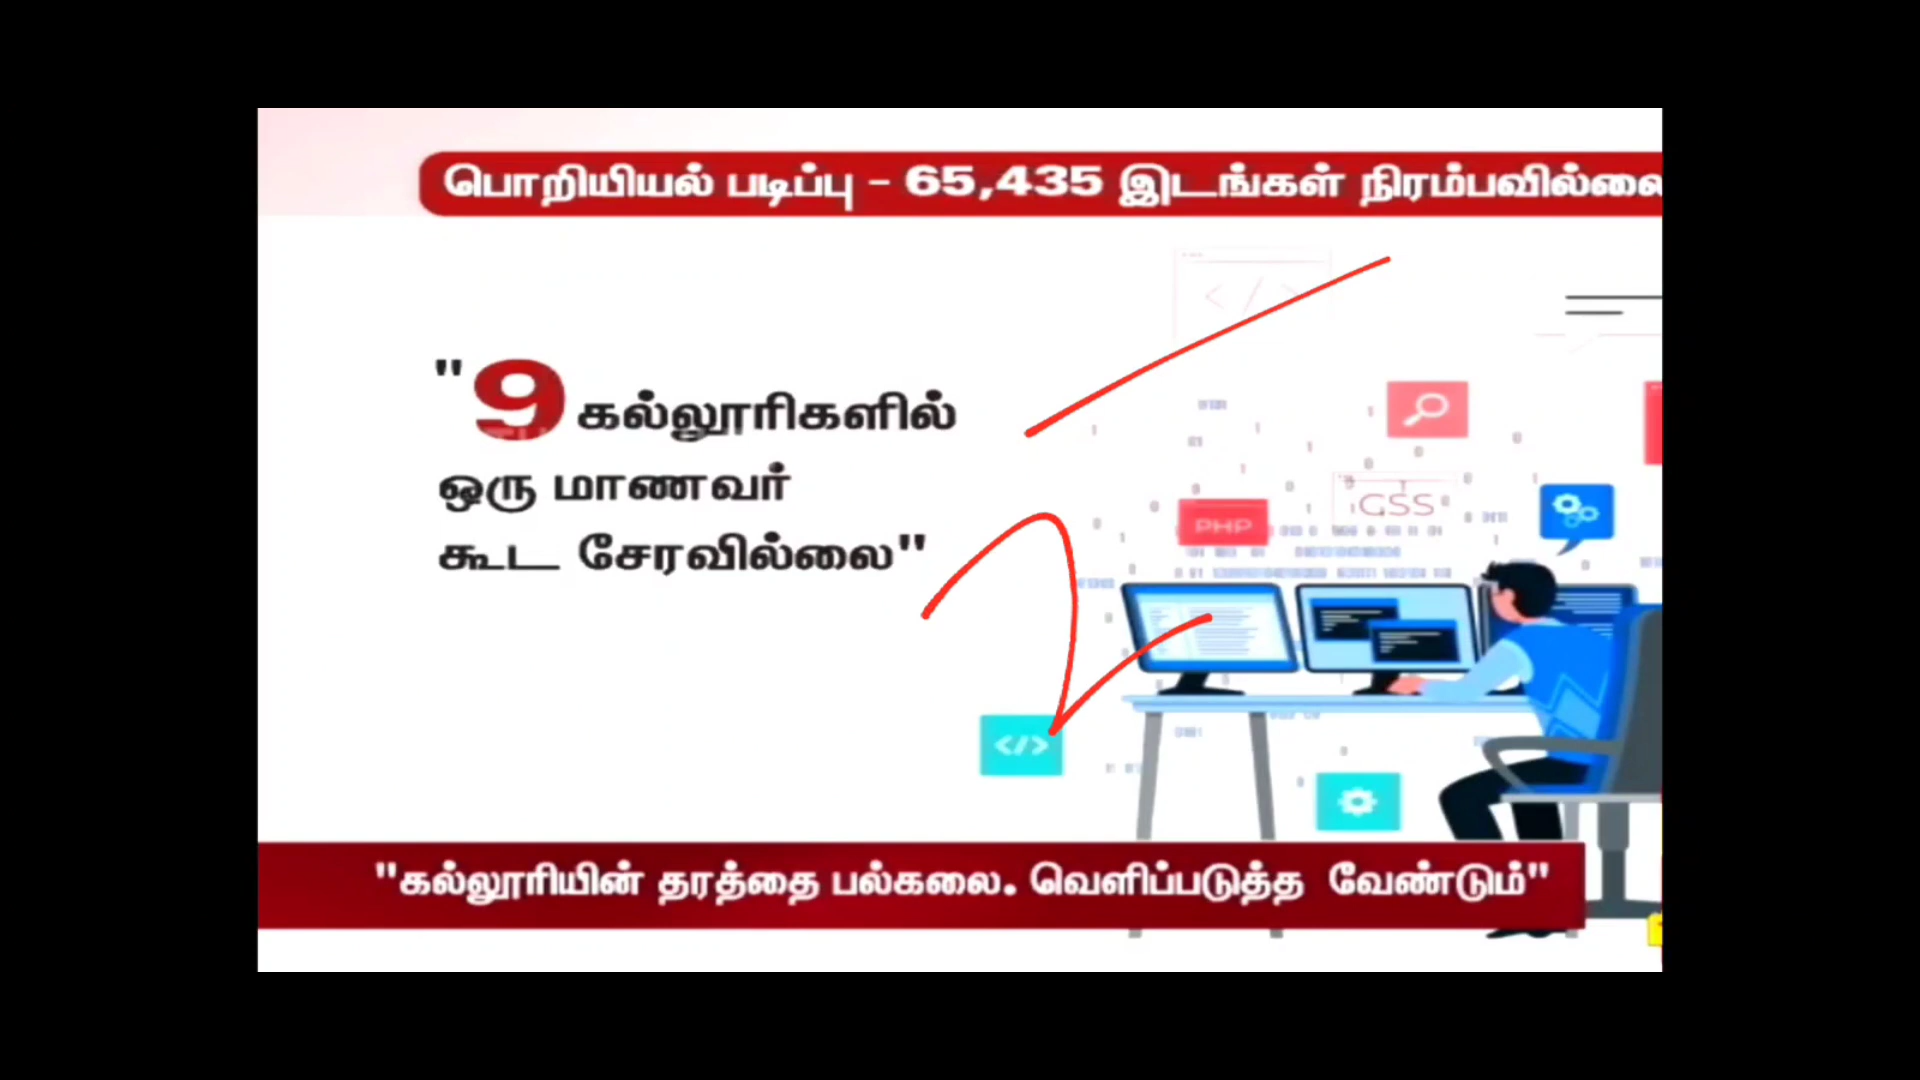 பொறியியல் படிப்பு - 65,435 இடங்கள் நிரம்பவில்லை
"9 கல்லூரிகளில்
ஒரு மாணவர்
கூட சேரவில்லை"
</>
PHP
CSS
</>
"கல்லூரியின் தரத்தை பல்கலை. வெளிப்படுத்த வேண்டும்"